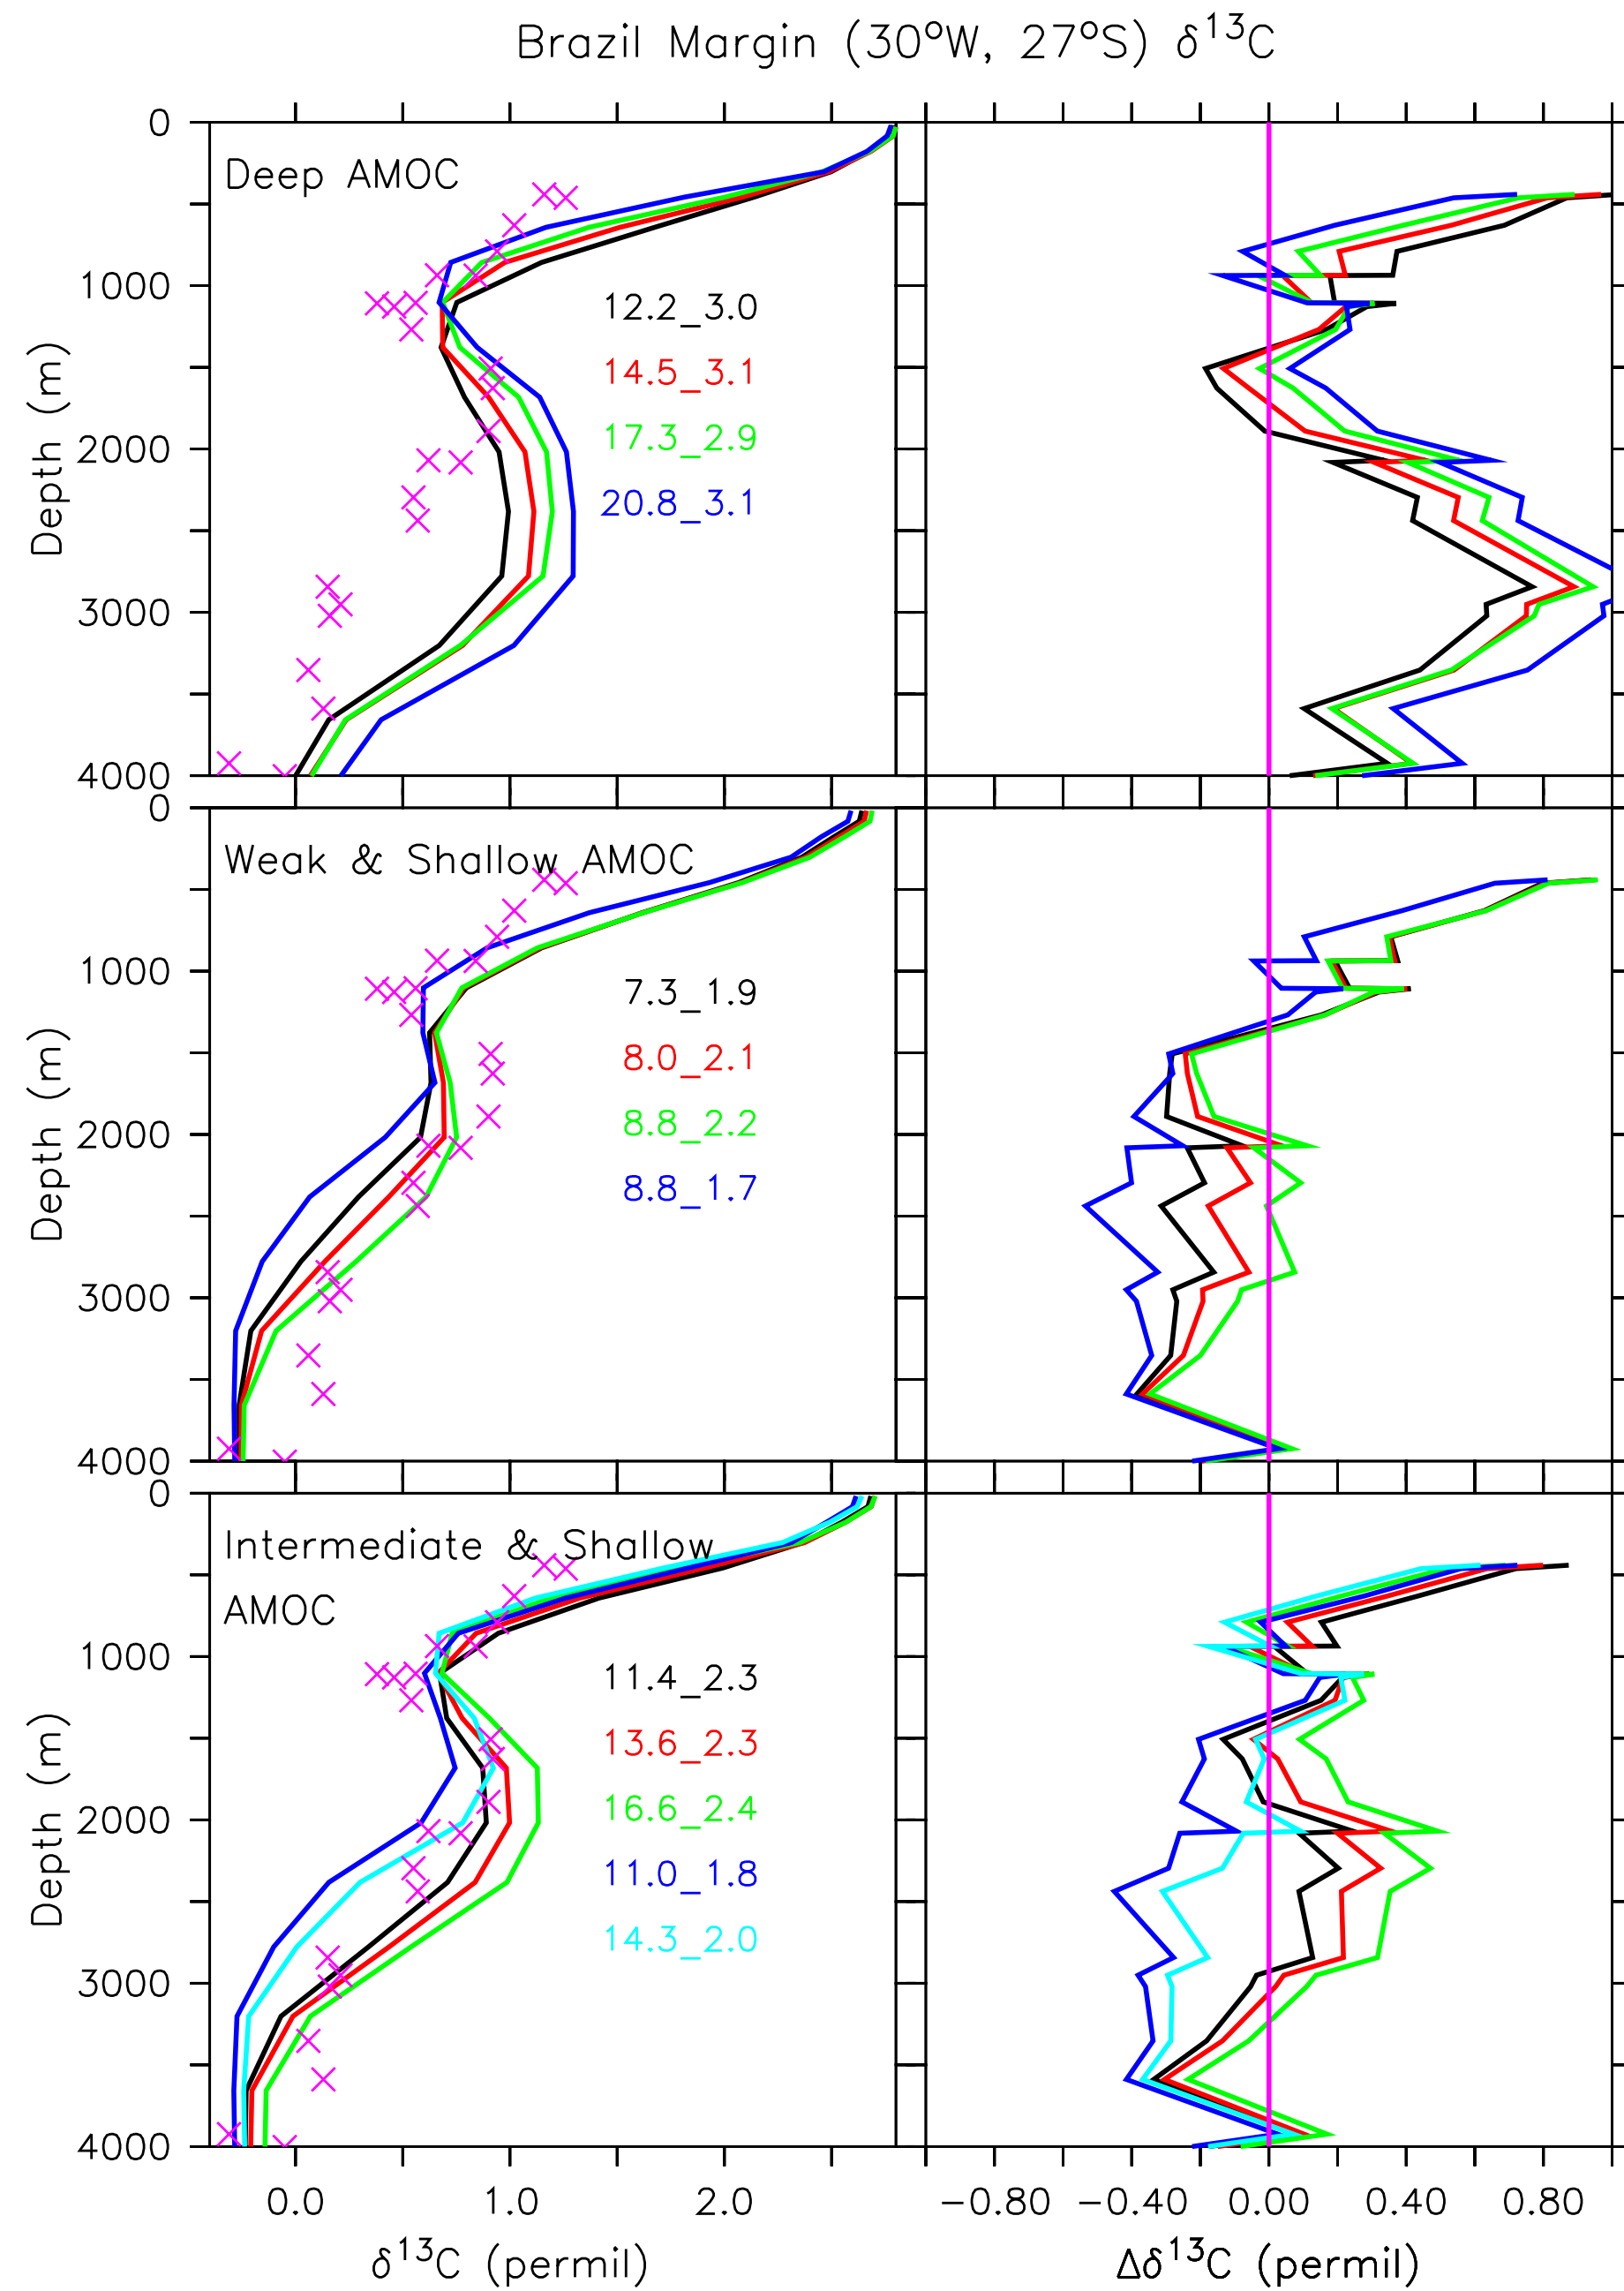 Brazil Margin (30°W, 27°S) δ¹³C
0
Deep AMOC
1000
12.2_3.0
14.5_3.1
17.3_2.9
2000
20.8_3.1
3000
4000
Depth (m)
0
Weak & Shallow AMOC
1000
7.3_1.9
8.0_2.1
8.8_2.2
2000
8.8_1.7
3000
4000
Depth (m)
0
Intermediate & Shallow
AMOC
1000
11.4_2.3
13.6_2.3
16.6_2.4
2000
11.0_1.8
14.3_2.0
3000
4000
Depth (m)
0.0 1.0 2.0
−0.80 −0.40 0.00 0.40 0.80
δ¹³C (permil)
Δδ¹³C (permil)